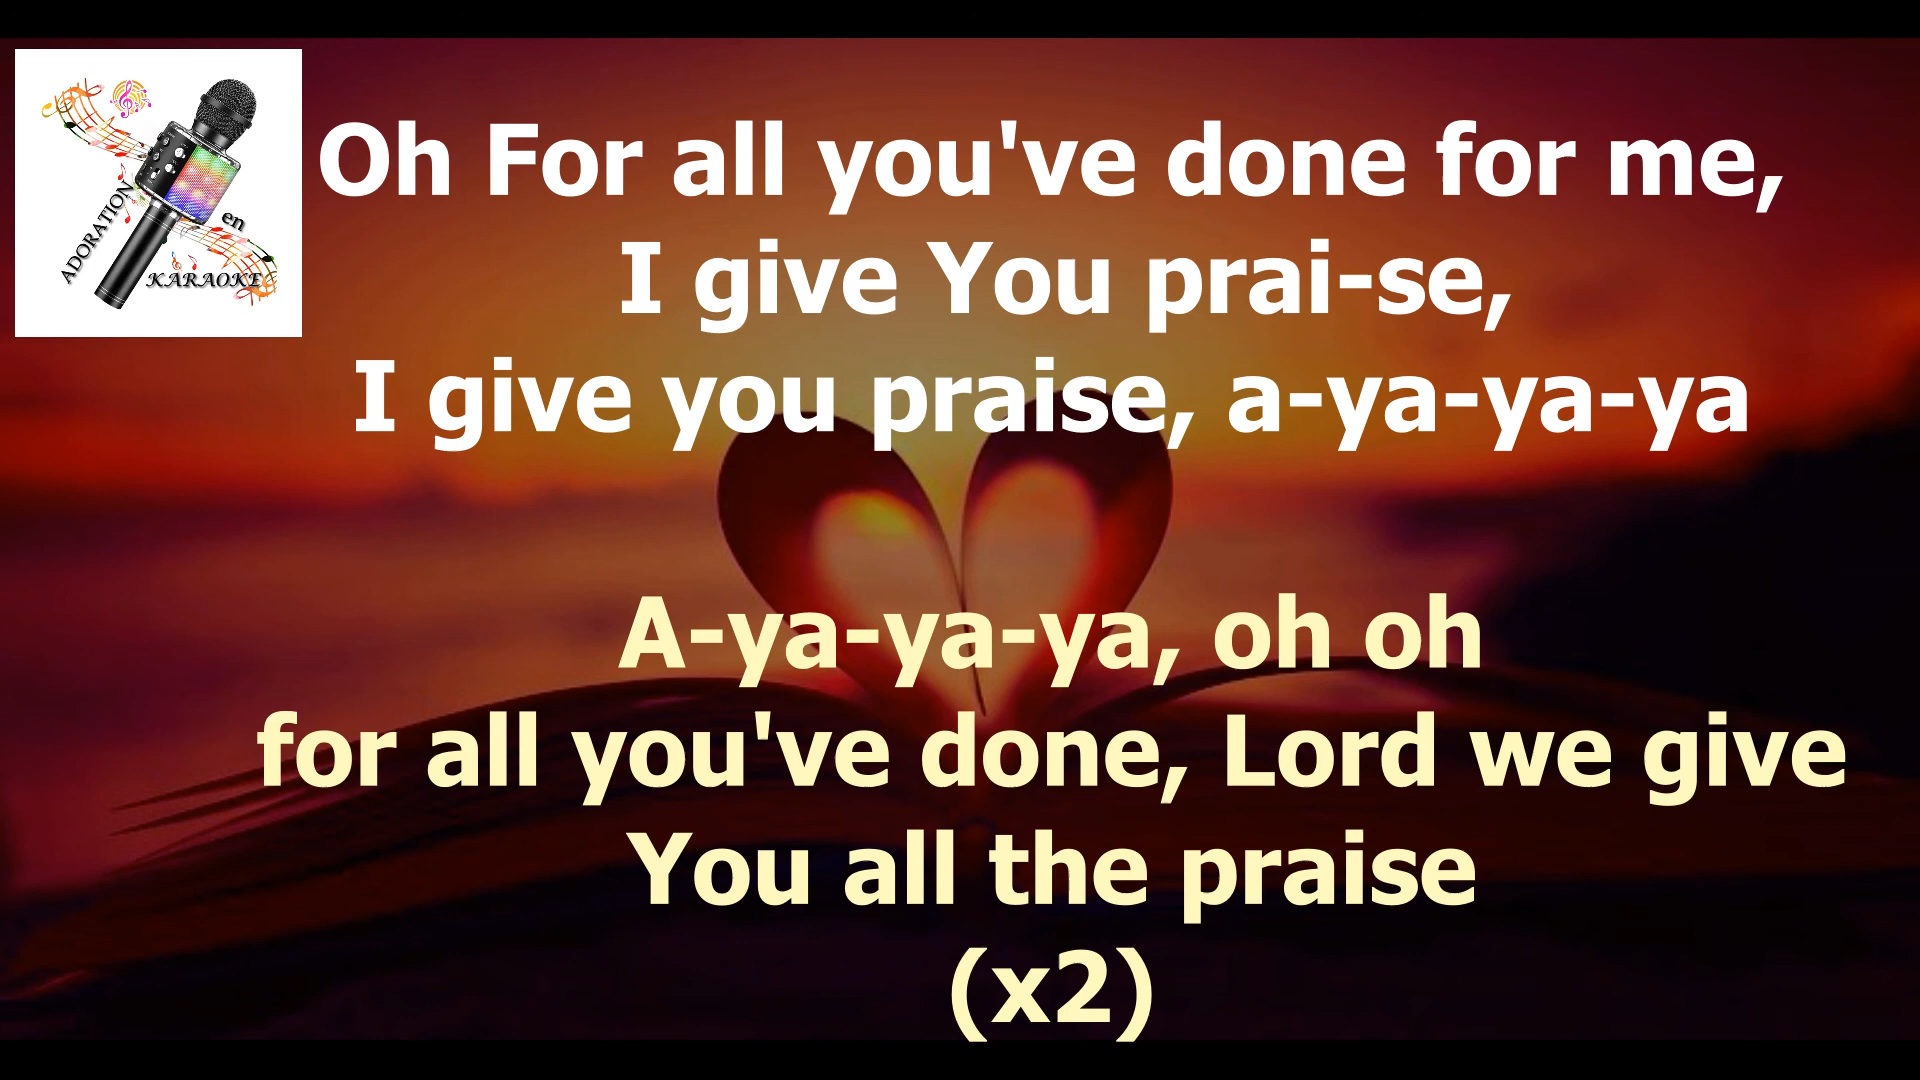 ADORATION
en
KARAOKE
Oh For all you've done for me,
I give You prai-se,
I give you praise, a-ya-ya-ya
A-ya-ya-ya, oh oh
for all you've done, Lord we give
You all the praise
(x2)